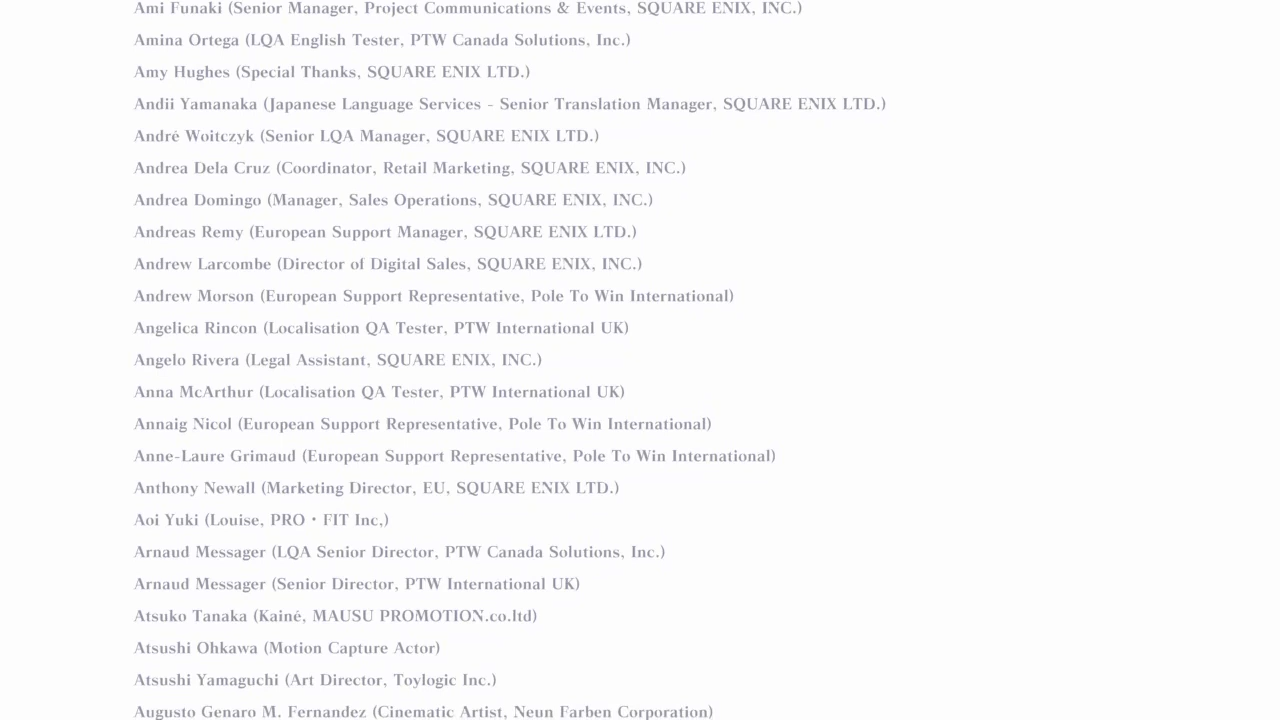 Ami Funaki (Senior Manager, Project Communications & Events, SQUARE ENIX, INC.)
Amina Ortega (LQA English Tester, PTW Canada Solutions, Inc.)
Amy Hughes (Special Thanks, SQUARE ENIX LTD.)
Andii Yamanaka (Japanese Language Services - Senior Translation Manager, SQUARE ENIX LTD.)
André Woitczyk (Senior LQA Manager, SQUARE ENIX LTD.)
Andrea Dela Cruz (Coordinator, Retail Marketing, SQUARE ENIX, INC.)
Andrea Domingo (Manager, Sales Operations, SQUARE ENIX, INC.)
Andreas Remy (European Support Manager, SQUARE ENIX LTD.)
Andrew Larcombe (Director of Digital Sales, SQUARE ENIX, INC.)
Andrew Morson (European Support Representative, Pole To Win International)
Angelica Rincon (Localisation QA Tester, PTW International UK)
Angelo Rivera (Legal Assistant, SQUARE ENIX, INC.)
Anna McArthur (Localisation QA Tester, PTW International UK)
Annaig Nicol (European Support Representative, Pole To Win International)
Anne-Laure Grimaud (European Support Representative, Pole To Win International)
Anthony Newall (Marketing Director, EU, SQUARE ENIX LTD.)
Aoi Yuki (Louise, PRO・FIT Inc,)
Arnaud Messager (LQA Senior Director, PTW Canada Solutions, Inc.)
Arnaud Messager (Senior Director, PTW International UK)
Atsuko Tanaka (Kainé, MAUSU PROMOTION.co.ltd)
Atsushi Ohkawa (Motion Capture Actor)
Atsushi Yamaguchi (Art Director, Toylogic Inc.)
Augusto Genaro M. Fernandez (Cinematic Artist, Neun Farben Corporation)